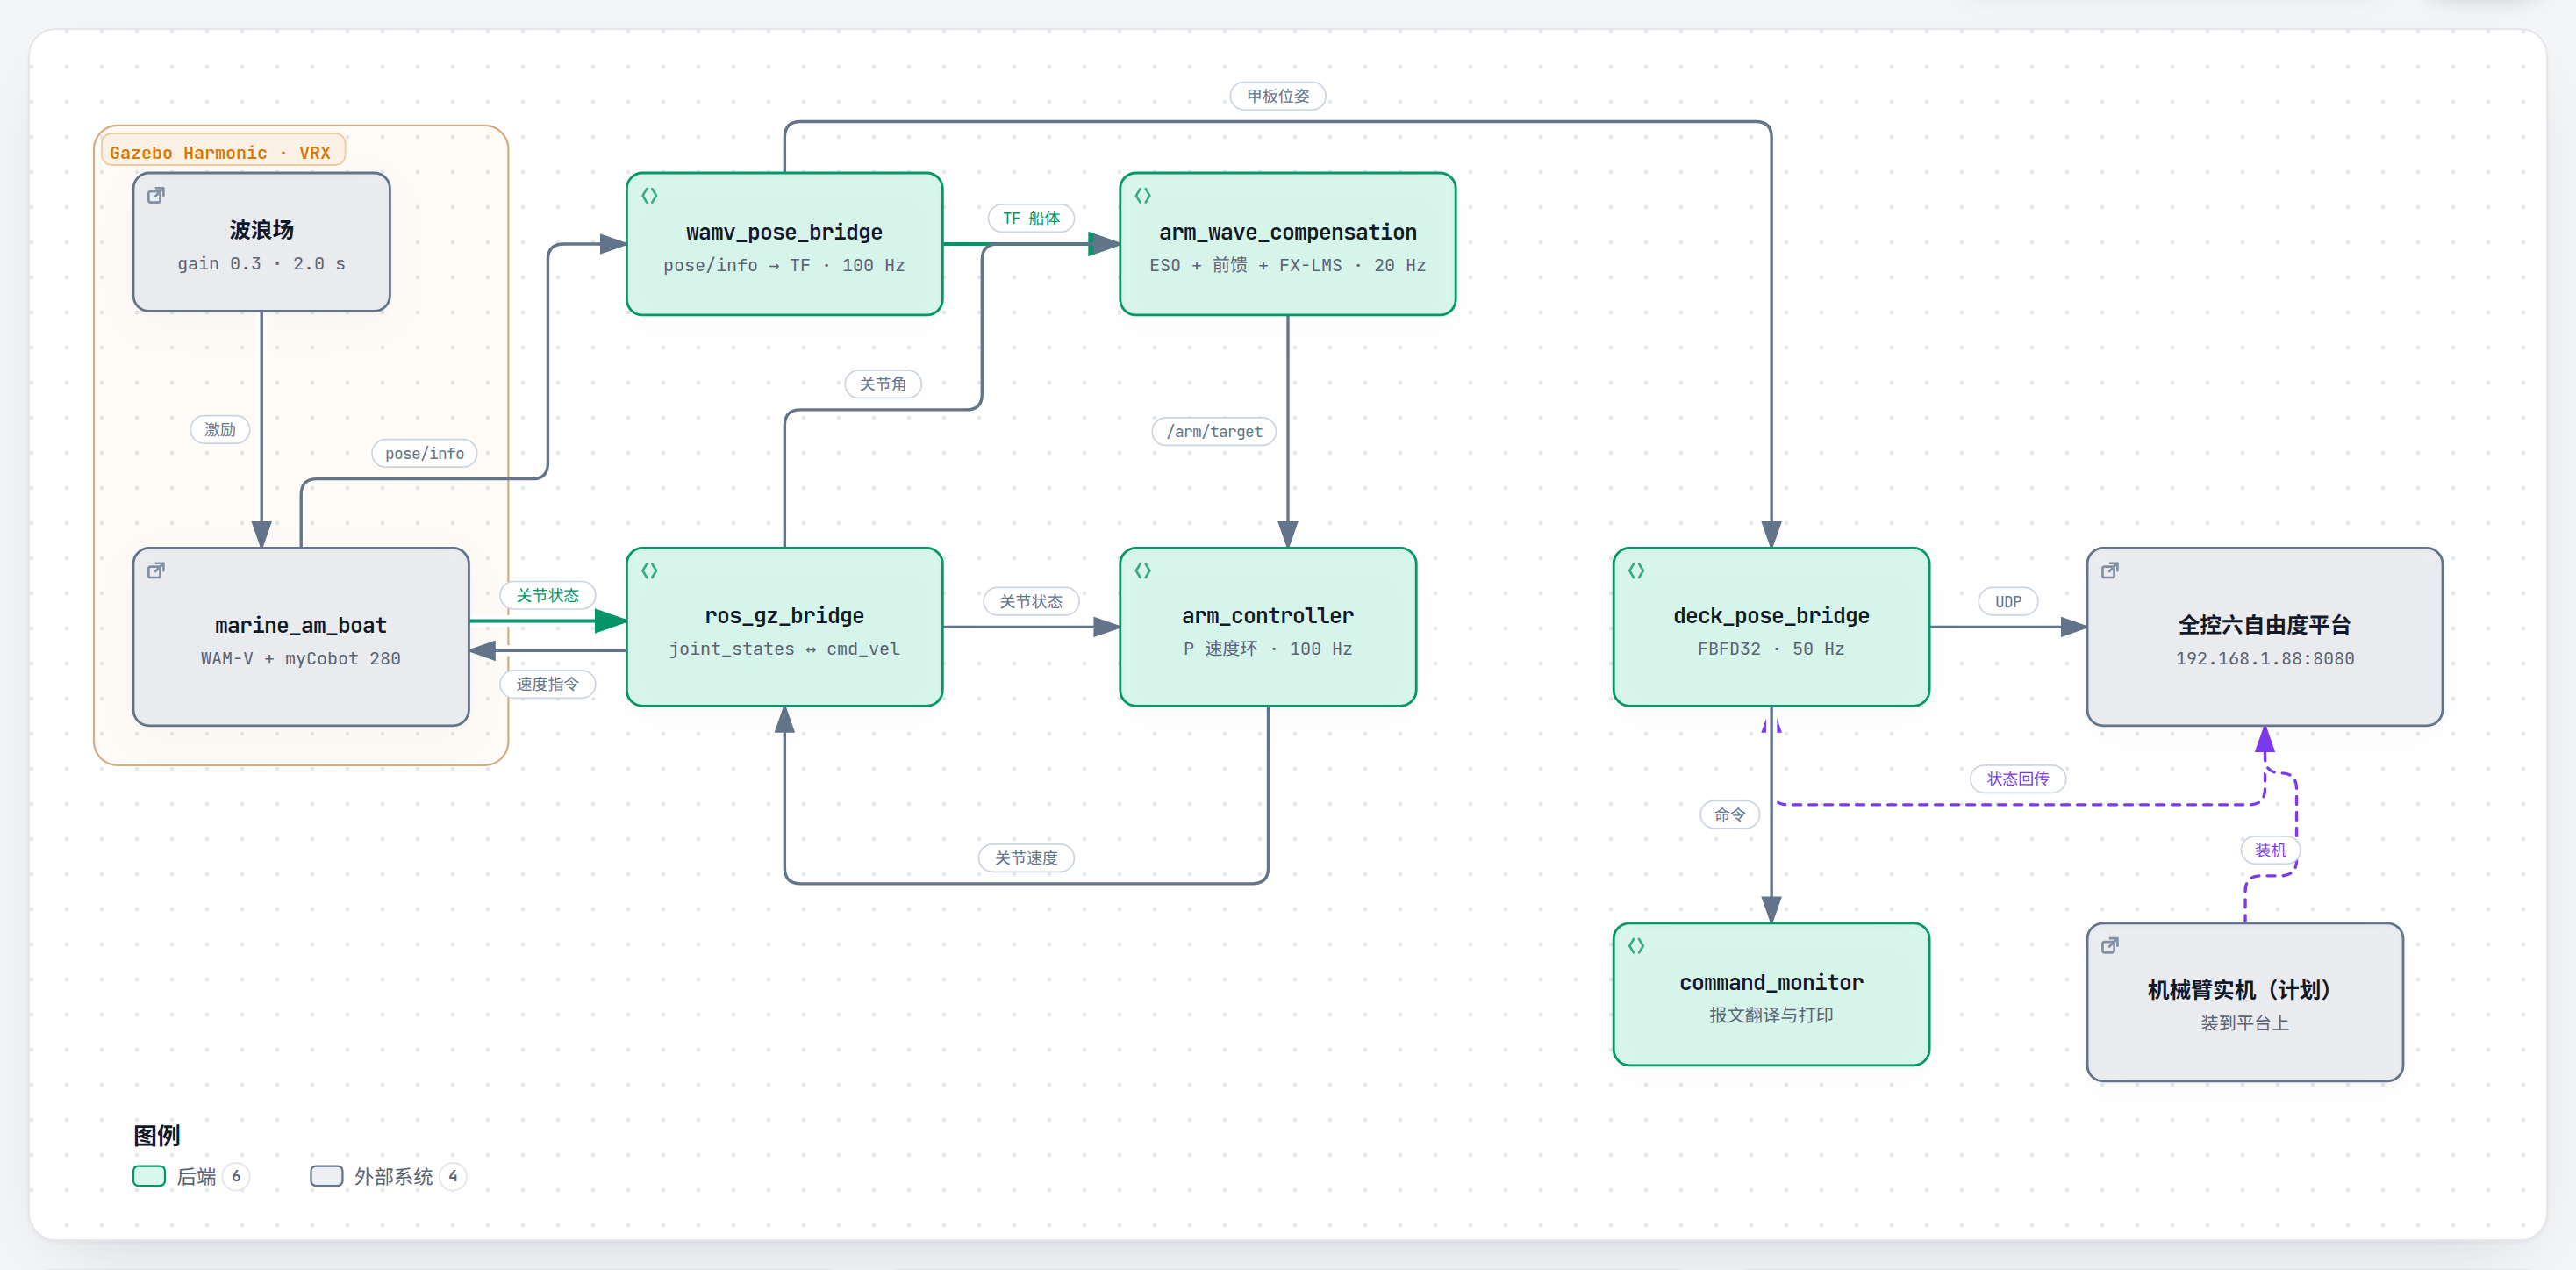 甲板位姿
Gazebo Harmonic · VRX
波浪场
gain 0.3 · 2.0 s
wamv_pose_bridge
pose/info → TF · 100 Hz
TF 船体
arm_wave_compensation
ESO + 前馈 + FX-LMS · 20 Hz
关节角
激励
/arm/target
pose/info
marine_am_boat
WAM-V + myCobot 280
关节状态
速度指令
ros_gz_bridge
joint_states ↔ cmd_vel
关节状态
arm_controller
P 速度环 · 100 Hz
deck_pose_bridge
FBFD32 · 50 Hz
UDP
全控六自由度平台
192.168.1.88:8080
状态回传
命令
装机
关节速度
command_monitor
报文翻译与打印
机械臂实机（计划）
装到平台上
图例
后端 6
外部系统 4